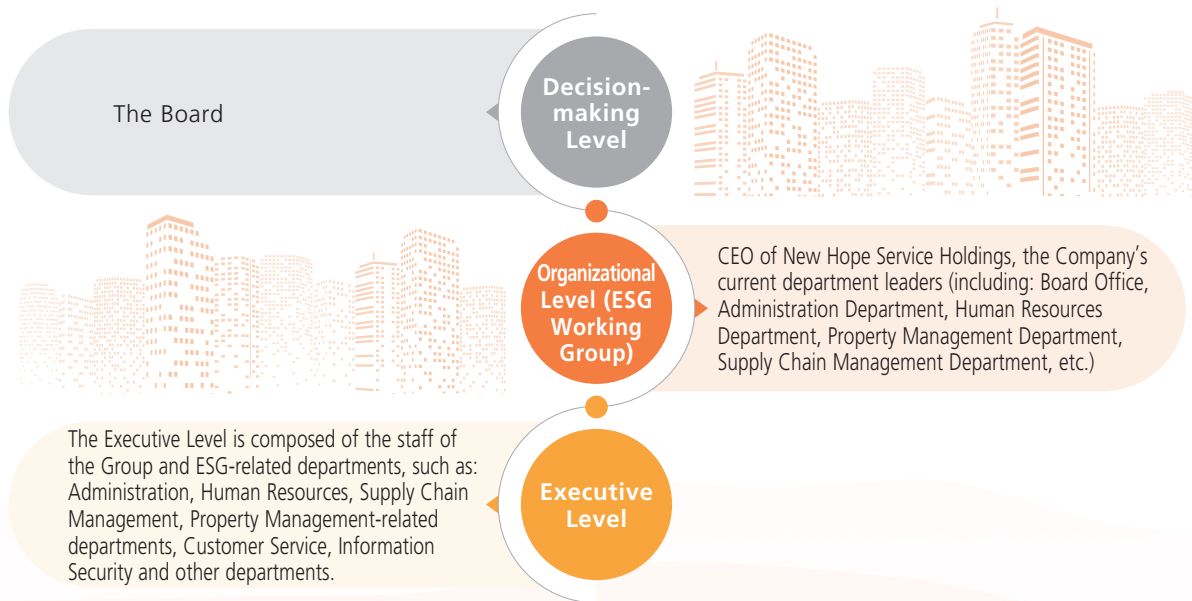 The Board
Decision-
making
Level
Organizational
Level (ESG
Working
Group)
CEO of New Hope Service Holdings, the Company’s
current department leaders (including: Board Office,
Administration Department, Human Resources
Department, Property Management Department,
Supply Chain Management Department, etc.)
The Executive Level is composed of the staff of
the Group and ESG-related departments, such as:
Administration, Human Resources, Supply Chain
Management, Property Management-related
departments, Customer Service, Information
Security and other departments.
Executive
Level